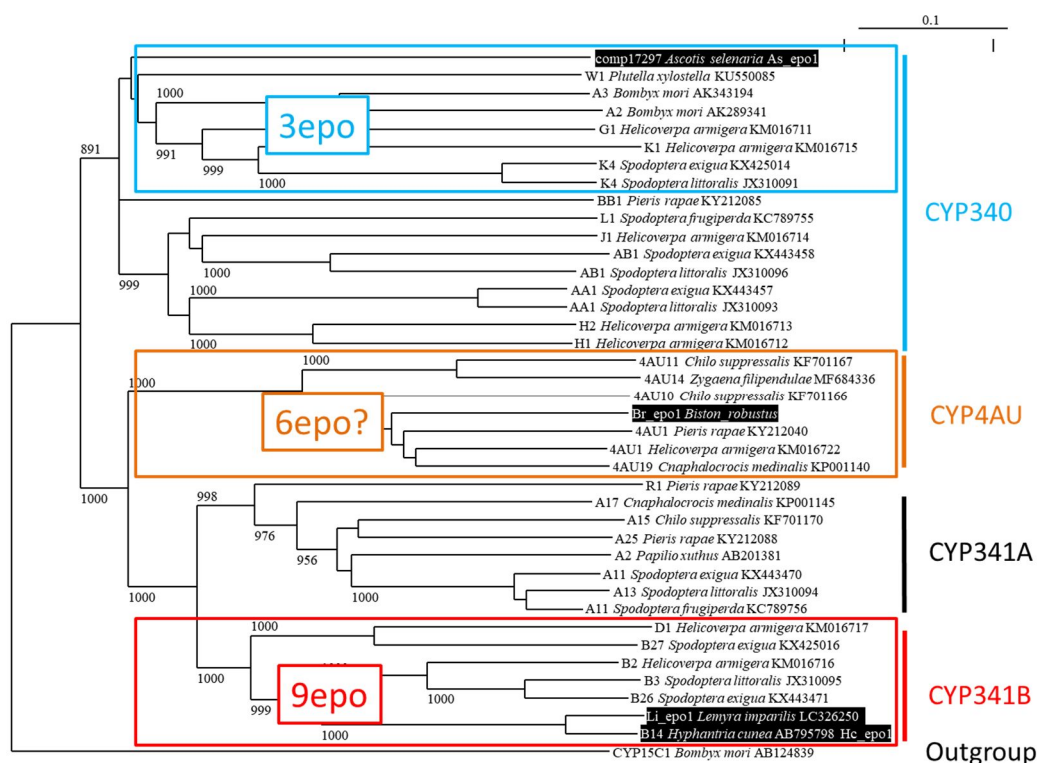 0.1
comp17297 Ascotis selenaria As_epo1
W1 Plutella xylostella KU550085
1000
A3 Bombyx mori AK343194
A2 Bombyx mori AK289341
3epo
G1 Helicoverpa armigera KM016711
891
991
K1 Helicoverpa armigera KM016715
999
K4 Spodoptera exigua KX425014
1000
K4 Spodoptera littoralis JX310091
BB1 Pieris rapae KY212085
CYP340
L1 Spodoptera frugiperda KC789755
J1 Helicoverpa armigera KM016714
AB1 Spodoptera exigua KX443458
1000
AB1 Spodoptera littoralis JX310096
999
1000
AA1 Spodoptera exigua KX443457
AA1 Spodoptera littoralis JX310093
H2 Helicoverpa armigera KM016713
1000
H1 Helicoverpa armigera KM016712
1000
4AU11 Chilo suppressalis KF701167
1000
4AU14 Zygaena filipendulae MF684336
4AU10 Chilo suppressalis KF701166
6epo?
Br_epo1 Biston_robustus
CYP4AU
4AU1 Pieris rapae KY212040
4AU1 Helicoverpa armigera KM016722
4AU19 Cnaphalocrocis medinalis KP001140
1000
998
R1 Pieris rapae KY212089
A17 Cnaphalocrocis medinalis KP001145
A15 Chilo suppressalis KF701170
976
A25 Pieris rapae KY212088
956
A2 Papilio xuthus AB201381
CYP341A
A11 Spodoptera exigua KX443470
1000
A13 Spodoptera littoralis JX310094
A11 Spodoptera frugiperda KC789756
1000
1000
D1 Helicoverpa armigera KM016717
B27 Spodoptera exigua KX425016
B2 Helicoverpa armigera KM016716
1000
9epo
B3 Spodoptera littoralis JX310095
1000
B26 Spodoptera exigua KX443471
CYP341B
999
Li_epo1 Lemyra imparilis LC326250
1000
B14 Hyphantria cunea AB795798 Hc_epo1
CYP15C1 Bombyx mori AB124839
Outgroup